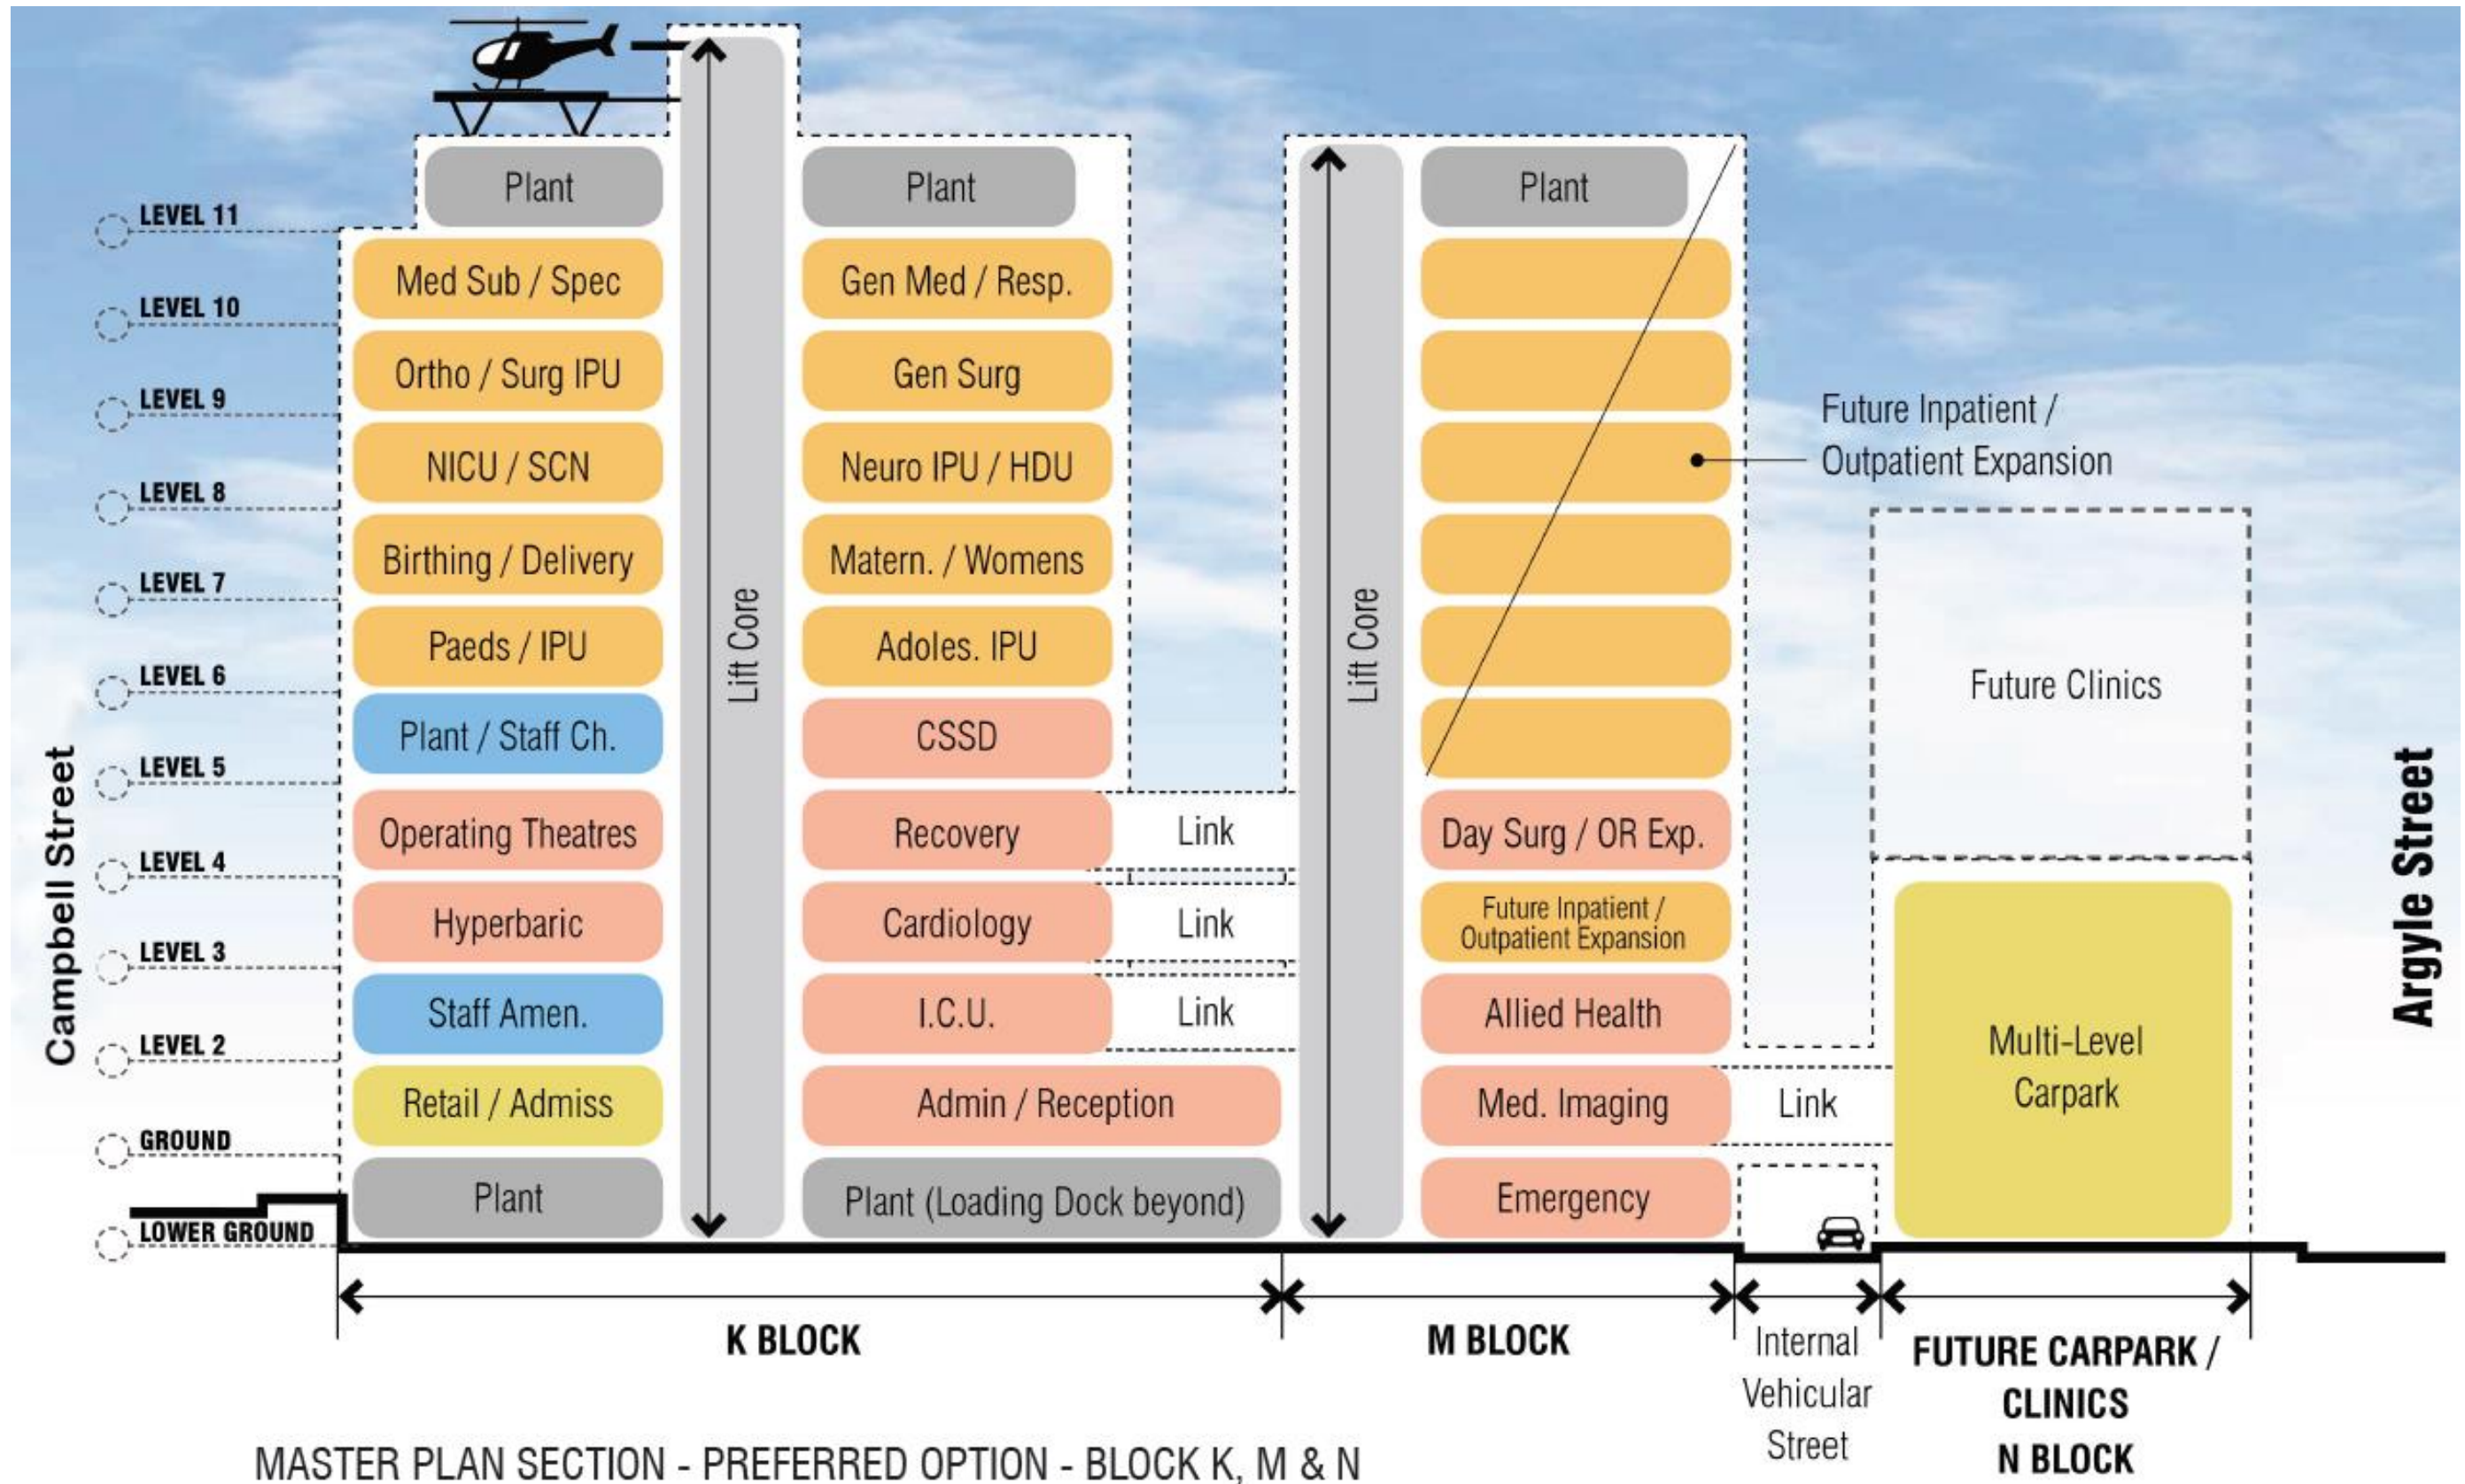 Plant
Plant
Plant
LEVEL 11
Med Sub / Spec
Gen Med / Resp.
LEVEL 10
Ortho / Surg IPU
Gen Surg
LEVEL 9
Future Inpatient /
Outpatient Expansion
NICU / SCN
Neuro IPU / HDU
LEVEL 8
Birthing / Delivery
Matern. / Womens
LEVEL 7
Paeds / IPU
Lift Core
Adoles. IPU
Lift Core
LEVEL 6
Future Clinics
Plant / Staff Ch.
CSSD
LEVEL 5
Operating Theatres
Recovery
Link
Day Surg / OR Exp.
LEVEL 4
Campbell Street
Argyle Street
Hyperbaric
Cardiology
Link
Future Inpatient /
Outpatient Expansion
LEVEL 3
Staff Amen.
I.C.U.
Link
Allied Health
Multi-Level
Carpark
LEVEL 2
Retail / Admiss
Admin / Reception
Med. Imaging
Link
GROUND
Plant
Plant (Loading Dock beyond)
Emergency
LOWER GROUND
K BLOCK
M BLOCK
Internal
Vehicular
Street
FUTURE CARPARK /
CLINICS
N BLOCK
MASTER PLAN SECTION - PREFERRED OPTION - BLOCK K, M & N